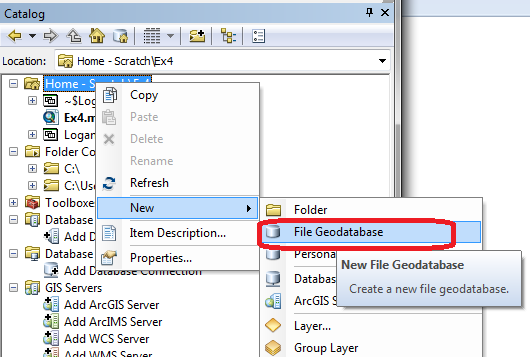 Catalog
Location: Home - Scratch\Ex4
Home - Scratch\Ex4
~$Log
Ex4.m
Logan
Folder Co
C:\
C:\Use
Toolboxe
Database
Add D
Database
Add Database Connection
GIS Servers
Add ArcGIS Server
Add ArcIMS Server
Add WCS Server
Add WMS Server
Copy
Paste
Delete
Rename
Refresh
New
Item Description...
Properties...
Folder
File Geodatabase
Persona
Databas
ArcGIS
Layer...
Group Layer
New File Geodatabase
Create a new file geodatabase.